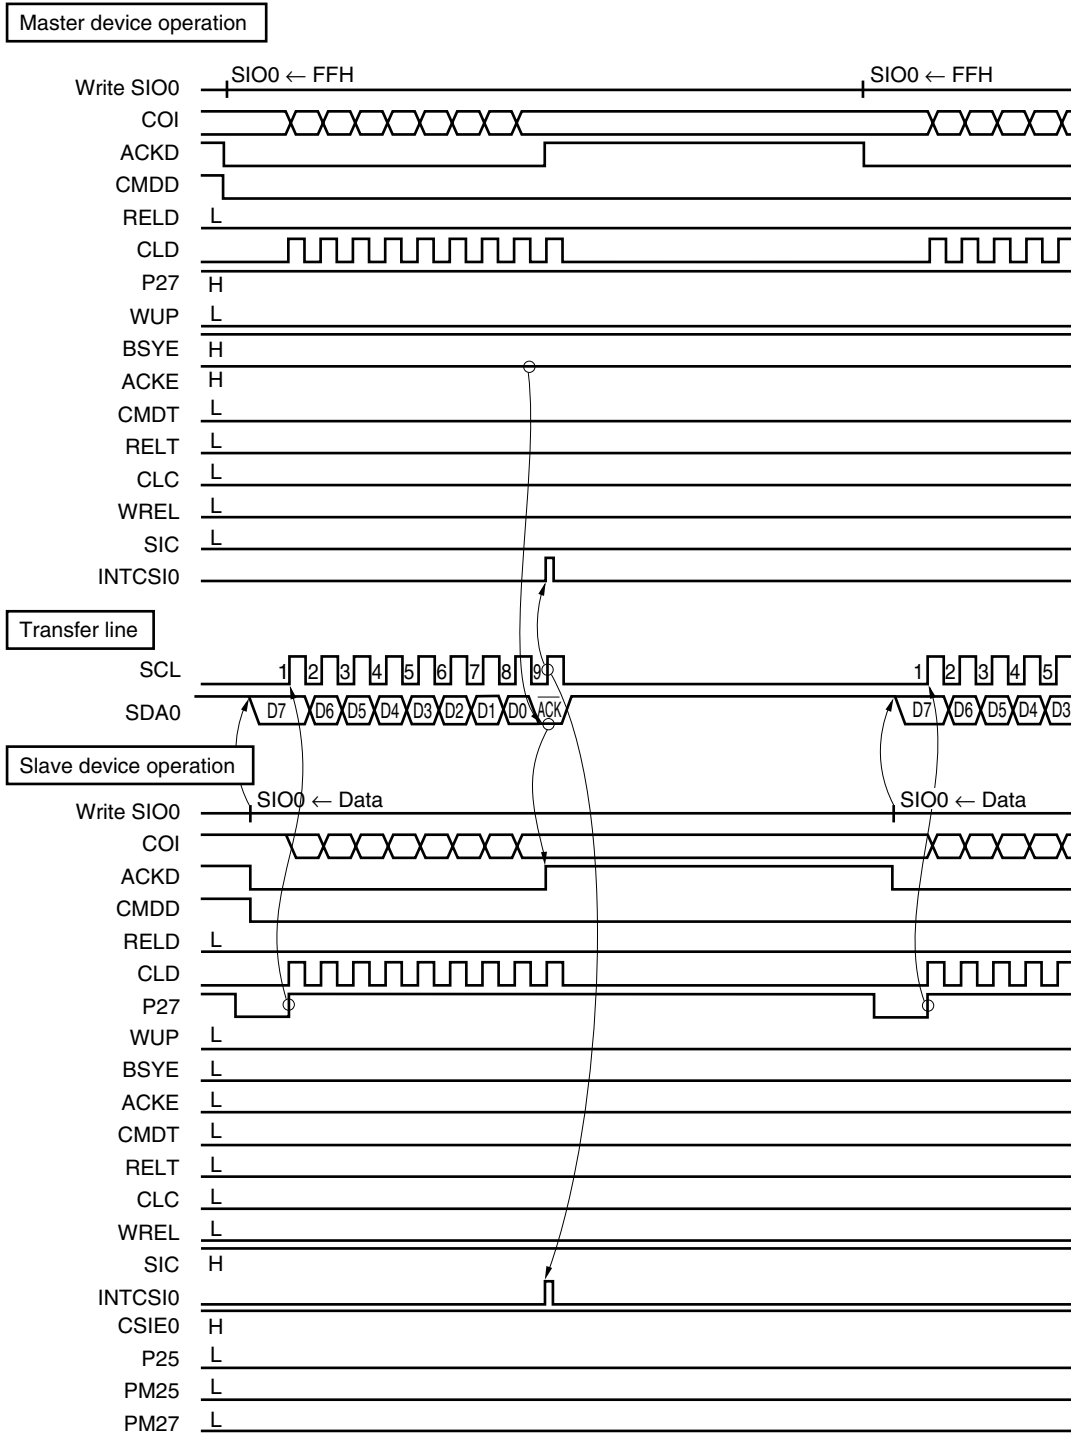 Master device operation
Write SIO0 SIO0 ← FFH SIO0 ← FFH
COI
ACKD
CMDD
RELD L
CLD
P27 H
WUP L
BSYE H
ACKE H
CMDT L
RELT L
CLC L
WREL L
SIC L
INTCSI0
Transfer line
SCL 1 2 3 4 5 6 7 8 9 1 2 3 4 5
SDA0 D7 D6 D5 D4 D3 D2 D1 D0 A̅C̅K̅ D7 D6 D5 D4 D3
Slave device operation
Write SIO0 SIO0 ← Data SIO0 ← Data
COI
ACKD
CMDD
RELD L
CLD
P27
WUP L
BSYE L
ACKE L
CMDT L
RELT L
CLC L
WREL L
SIC H
INTCSI0
CSIE0 H
P25 L
PM25 L
PM27 L